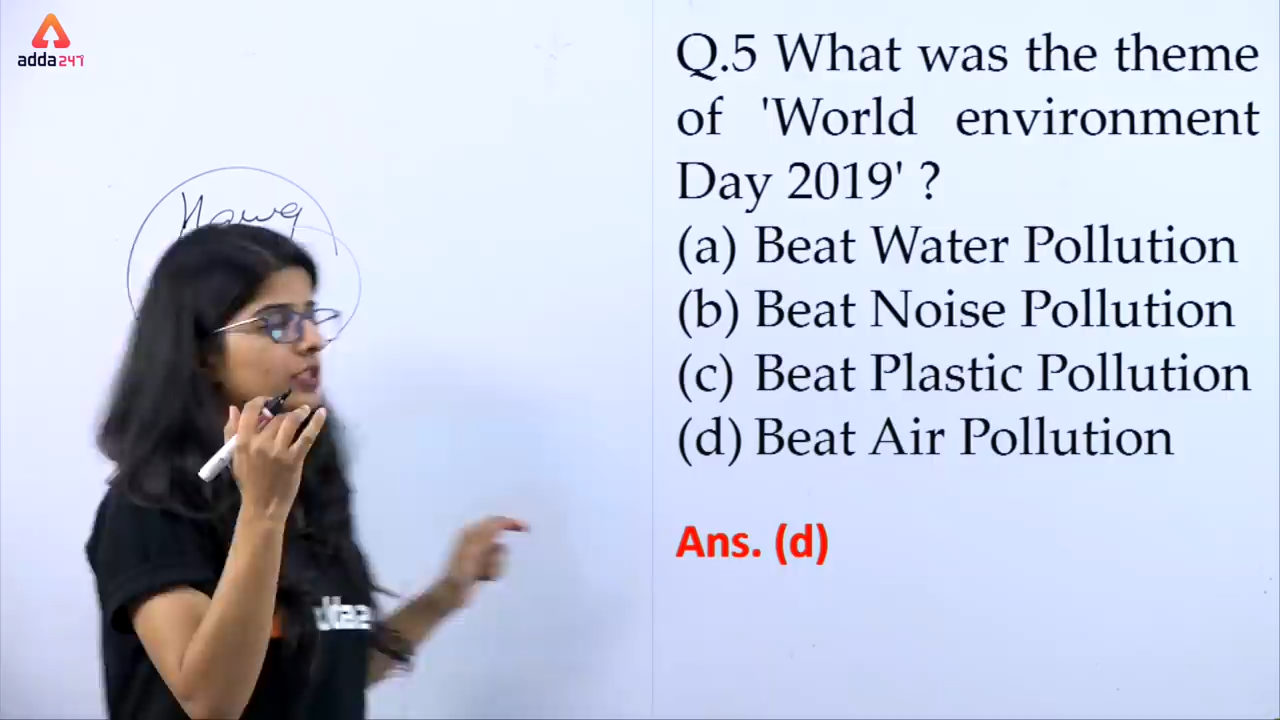 adda247
Q.5 What was the theme
of 'World environment
Day 2019' ?
(a) Beat Water Pollution
(b) Beat Noise Pollution
(c) Beat Plastic Pollution
(d) Beat Air Pollution
Ans. (d)